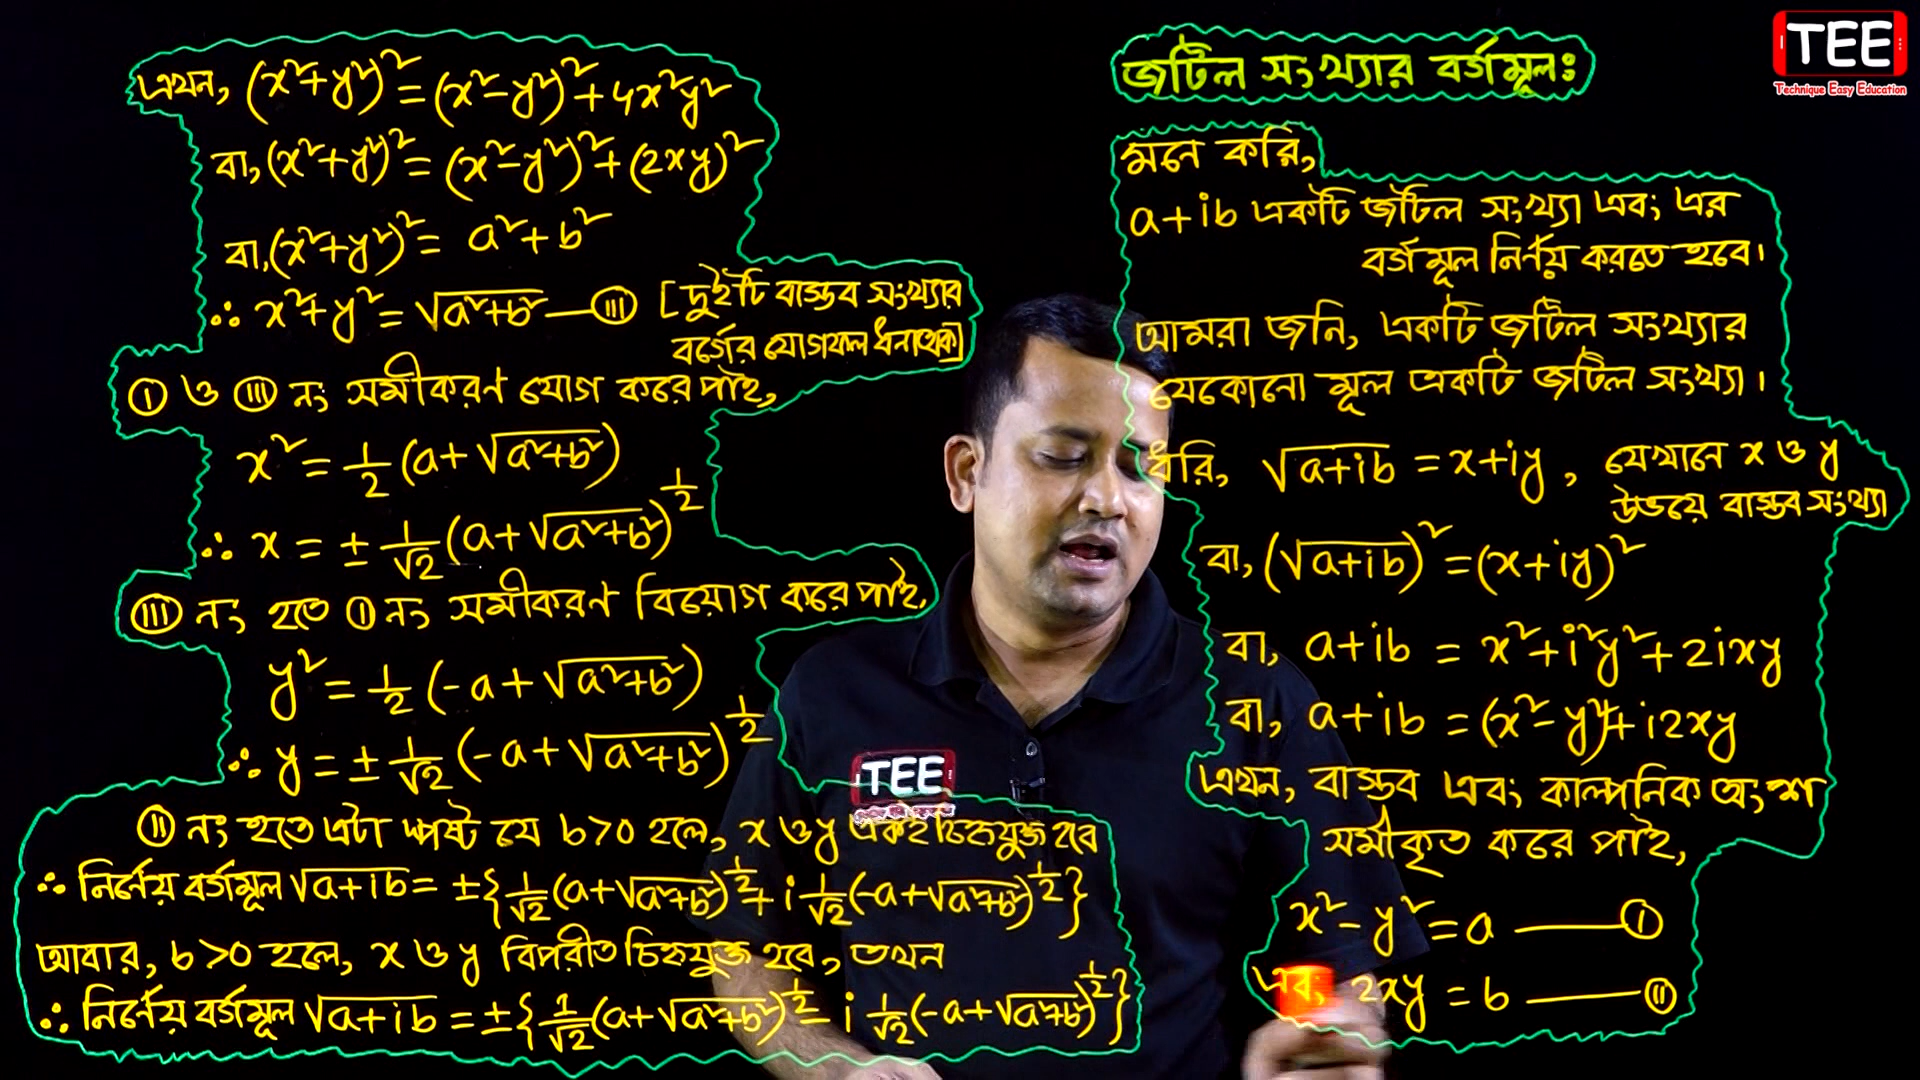 TEE
Technique Easy Education
জটিল সংখ্যার বর্গমূলঃ
মনে করি,
a+ib একটি জটিল সংখ্যা এবং এর
বর্গমূল নির্ণয় করতে হবে।
আমরা জানি, একটি জটিল সংখ্যার
যেকোনো মূল একটি জটিল সংখ্যা।
ধরি, √(a+ib) = x+iy, যেখানে x ও y
উভয়ে বাস্তব সংখ্যা
বা, (√(a+ib))² = (x+iy)²
বা, a+ib = x²+i²y²+2ixy
বা, a+ib = (x²-y²)+i2xy
এখন, বাস্তব এবং কাল্পনিক অংশ
সমীকৃত করে পাই,
x²-y² = a — (I)
এবং 2xy = b — (II)
এখন, (x²+y²)² = (x²-y²)²+4x²y²
বা, (x²+y²)² = (x²-y²)²+(2xy)²
বা, (x²+y²)² = a²+b²
∴ x²+y² = √(a²+b²) — (III) [দুইটি বাস্তব সংখ্যার
বর্গের যোগফল ধনাত্মক]
(I) ও (III) নং সমীকরণ যোগ করে পাই,
x² = 1/2 (a+√(a²+b²))
∴ x = ± 1/√2 (a+√(a²+b²))^1/2
(III) নং হতে (I) নং সমীকরণ বিয়োগ করে পাই,
y² = 1/2 (-a+√(a²+b²))
∴ y = ± 1/√2 (-a+√(a²+b²))^1/2
(II) নং হতে এটা স্পষ্ট যে b>0 হলে, x ও y একই চিহ্নযুক্ত হবে
∴ নির্ণেয় বর্গমূল √(a+ib) = ±{1/√2 (a+√(a²+b²))^1/2 + i 1/√2 (-a+√(a²+b²))^1/2}
আবার, b>0 হলে, x ও y বিপরীত চিহ্নযুক্ত হবে, তখন
∴ নির্ণেয় বর্গমূল √(a+ib) = ±{1/√2 (a+√(a²+b²))^1/2 - i 1/√2 (-a+√(a²+b²))^1/2}
TEE